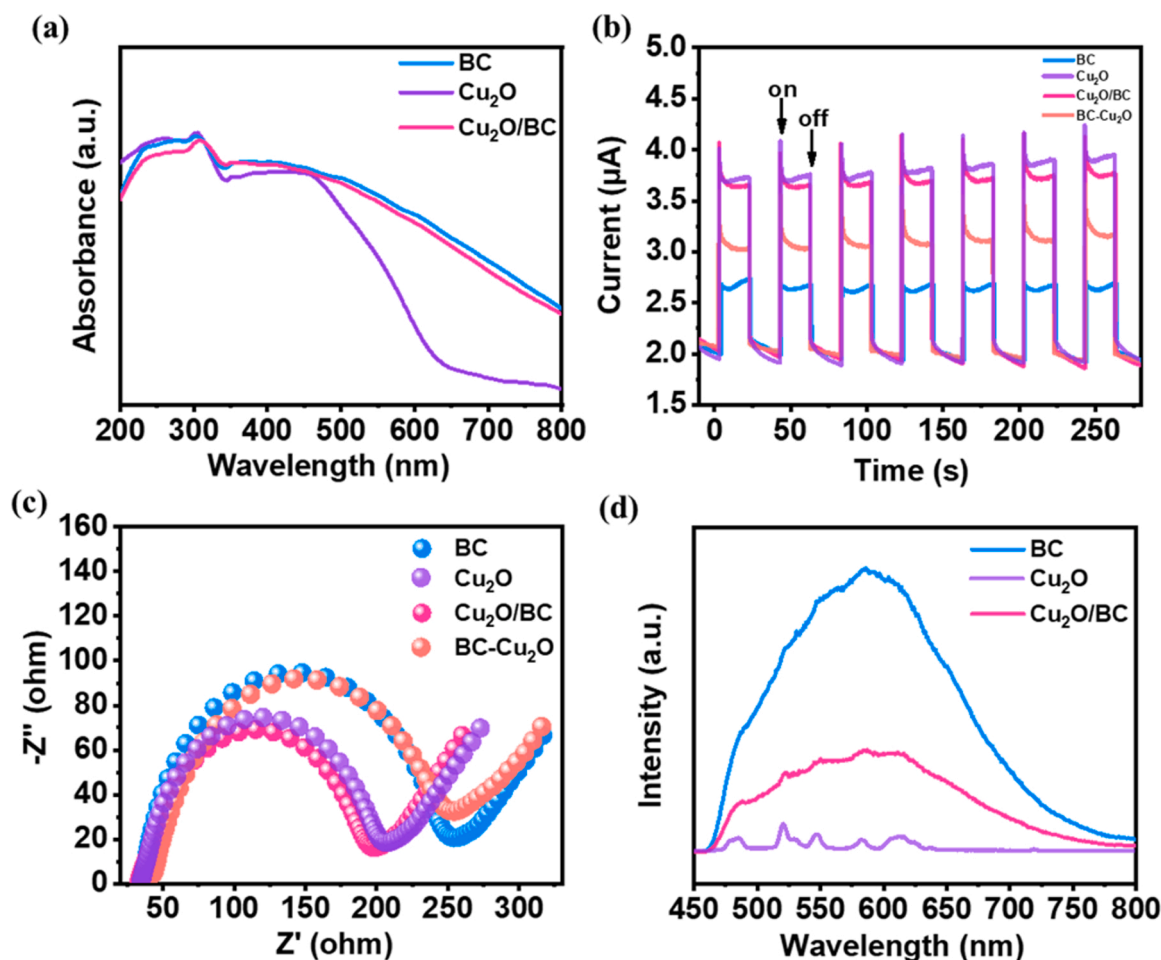 (a)
BC
Cu₂O
Cu₂O/BC
Absorbance (a.u.)
200 300 400 500 600 700 800
Wavelength (nm)
(b)
5.0
4.5
4.0
3.5
3.0
2.5
2.0
1.5
BC
Cu₂O
Cu₂O/BC
BC-Cu₂O
on
off
Current (μA)
0 50 100 150 200 250
Time (s)
(c)
160
140
120
100
80
60
40
20
0
BC
Cu₂O
Cu₂O/BC
BC-Cu₂O
-Z'' (ohm)
50 100 150 200 250 300
Z' (ohm)
(d)
BC
Cu₂O
Cu₂O/BC
Intensity (a.u.)
450 500 550 600 650 700 750 800
Wavelength (nm)